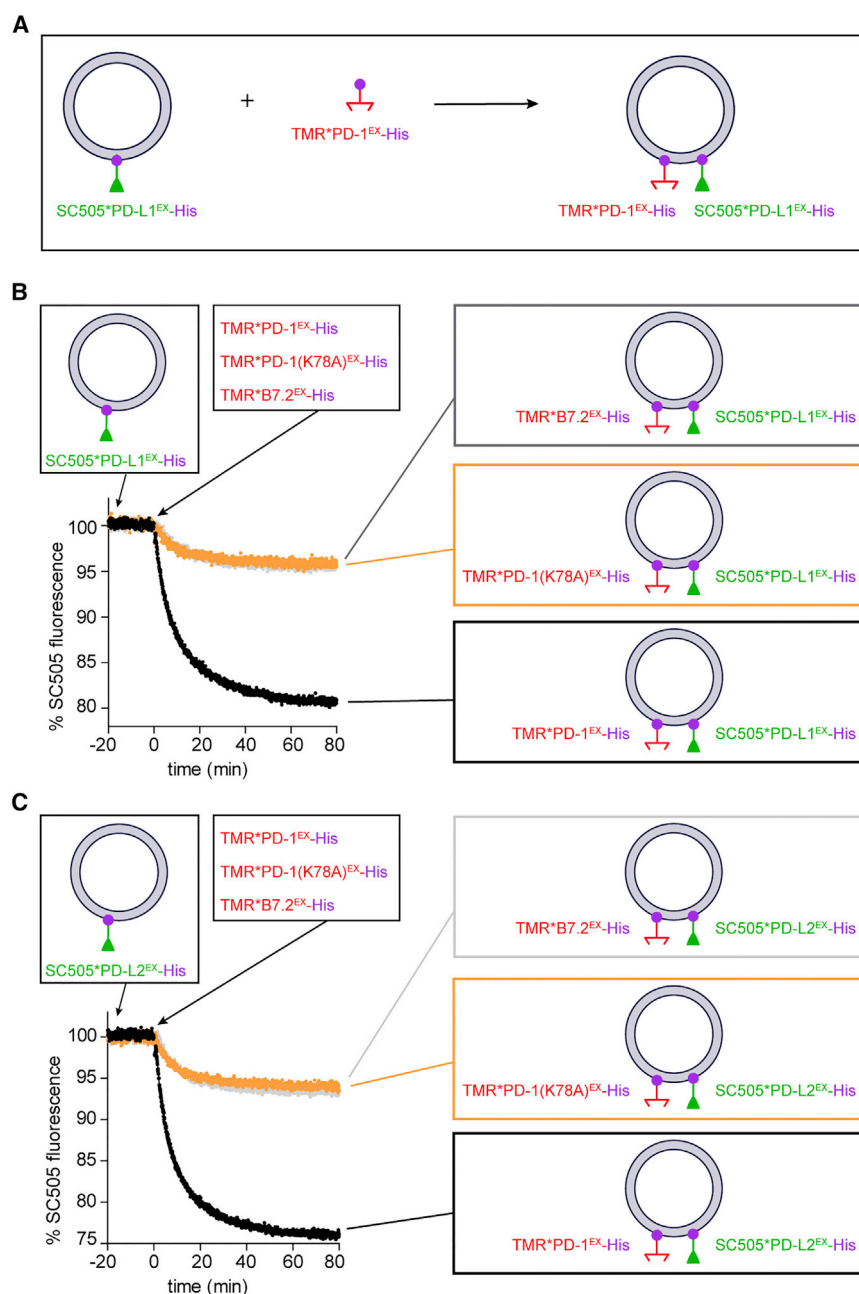 A
+
TMR*PD-1ᴱˣ-His
SC505*PD-L1ᴱˣ-His
TMR*PD-1ᴱˣ-His SC505*PD-L1ᴱˣ-His
B
TMR*PD-1ᴱˣ-His
TMR*PD-1(K78A)ᴱˣ-His
TMR*B7.2ᴱˣ-His
SC505*PD-L1ᴱˣ-His
% SC505 fluorescence
100
95
90
85
80
-20 0 20 40 60 80
time (min)
TMR*B7.2ᴱˣ-His SC505*PD-L1ᴱˣ-His
TMR*PD-1(K78A)ᴱˣ-His SC505*PD-L1ᴱˣ-His
TMR*PD-1ᴱˣ-His SC505*PD-L1ᴱˣ-His
C
TMR*PD-1ᴱˣ-His
TMR*PD-1(K78A)ᴱˣ-His
TMR*B7.2ᴱˣ-His
SC505*PD-L2ᴱˣ-His
% SC505 fluorescence
100
95
90
85
80
75
-20 0 20 40 60 80
time (min)
TMR*B7.2ᴱˣ-His SC505*PD-L2ᴱˣ-His
TMR*PD-1(K78A)ᴱˣ-His SC505*PD-L2ᴱˣ-His
TMR*PD-1ᴱˣ-His SC505*PD-L2ᴱˣ-His